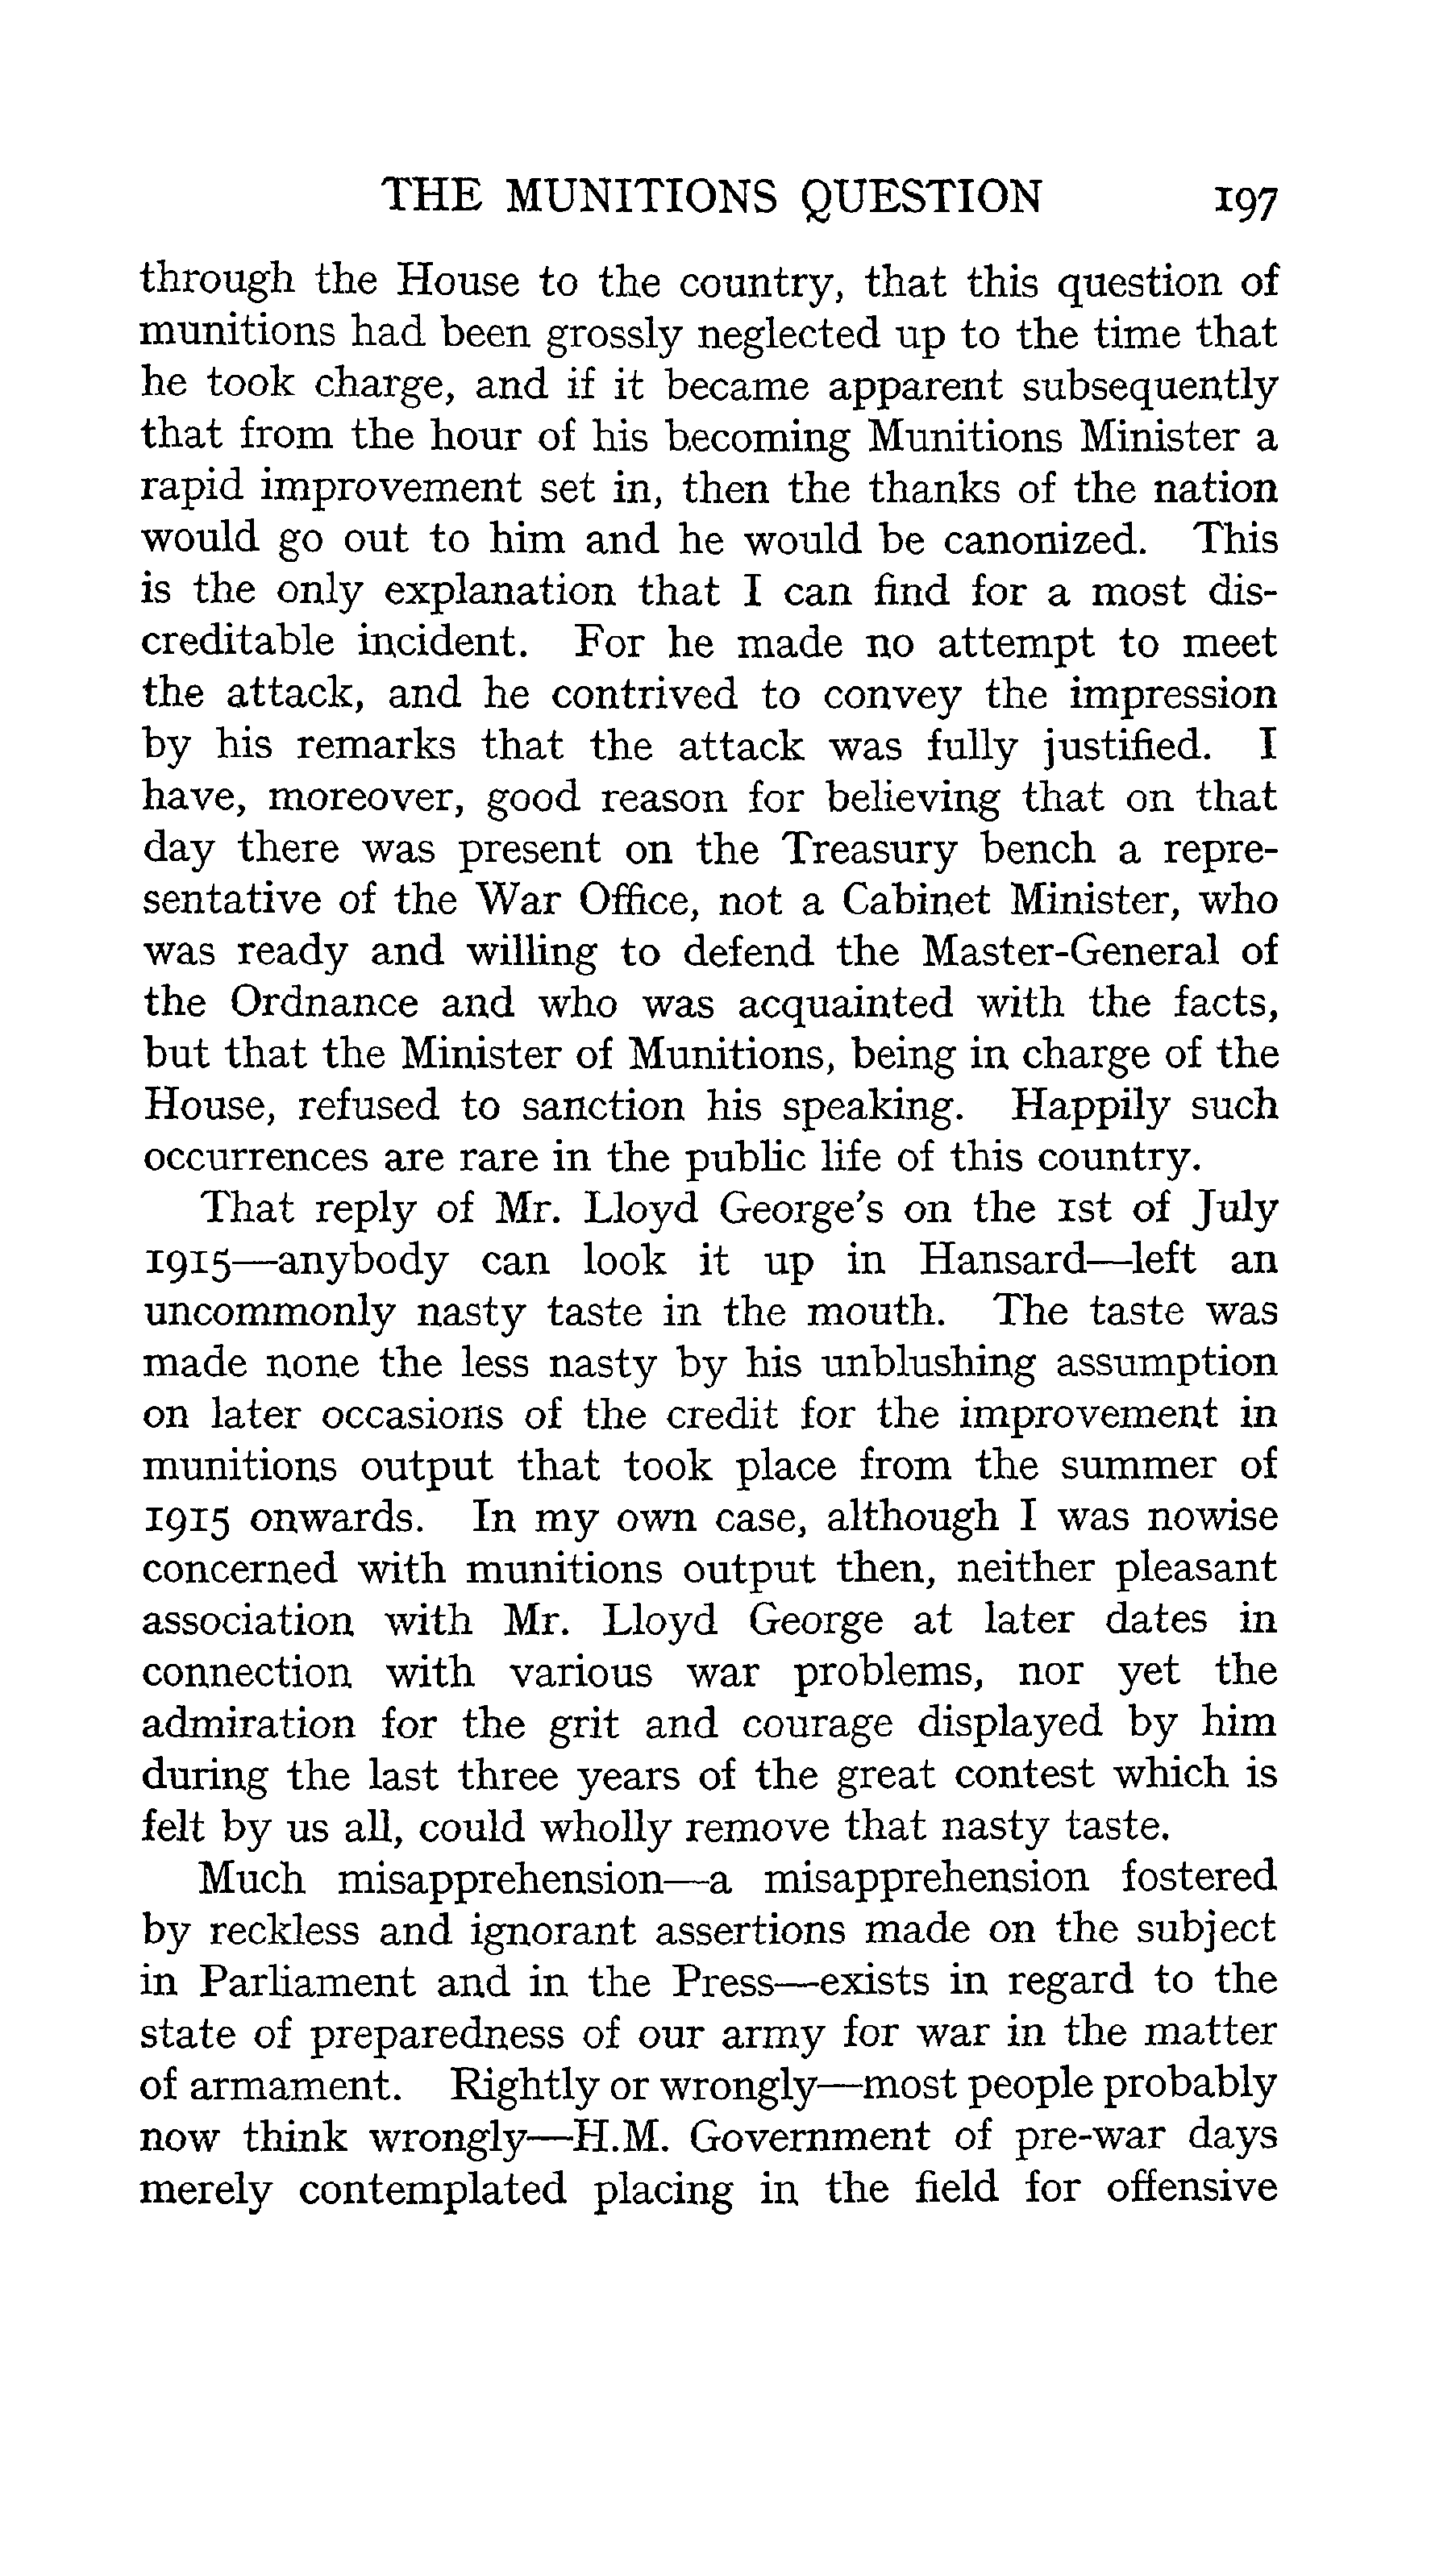 THE MUNITIONS QUESTION 197
through the House to the country, that this question of
munitions had been grossly neglected up to the time that
he took charge, and if it became apparent subsequently
that from the hour of his becoming Munitions Minister a
rapid improvement set in, then the thanks of the nation
would go out to him and he would be canonized. This
is the only explanation that I can find for a most dis-
creditable incident. For he made no attempt to meet
the attack, and he contrived to convey the impression
by his remarks that the attack was fully justified. I
have, moreover, good reason for believing that on that
day there was present on the Treasury bench a repre-
sentative of the War Office, not a Cabinet Minister, who
was ready and willing to defend the Master-General of
the Ordnance and who was acquainted with the facts,
but that the Minister of Munitions, being in charge of the
House, refused to sanction his speaking. Happily such
occurrences are rare in the public life of this country.
That reply of Mr. Lloyd George's on the 1st of July
1915—anybody can look it up in Hansard—left an
uncommonly nasty taste in the mouth. The taste was
made none the less nasty by his unblushing assumption
on later occasions of the credit for the improvement in
munitions output that took place from the summer of
1915 onwards. In my own case, although I was nowise
concerned with munitions output then, neither pleasant
association with Mr. Lloyd George at later dates in
connection with various war problems, nor yet the
admiration for the grit and courage displayed by him
during the last three years of the great contest which is
felt by us all, could wholly remove that nasty taste.
Much misapprehension—a misapprehension fostered
by reckless and ignorant assertions made on the subject
in Parliament and in the Press—exists in regard to the
state of preparedness of our army for war in the matter
of armament. Rightly or wrongly—most people probably
now think wrongly—H.M. Government of pre-war days
merely contemplated placing in the field for offensive